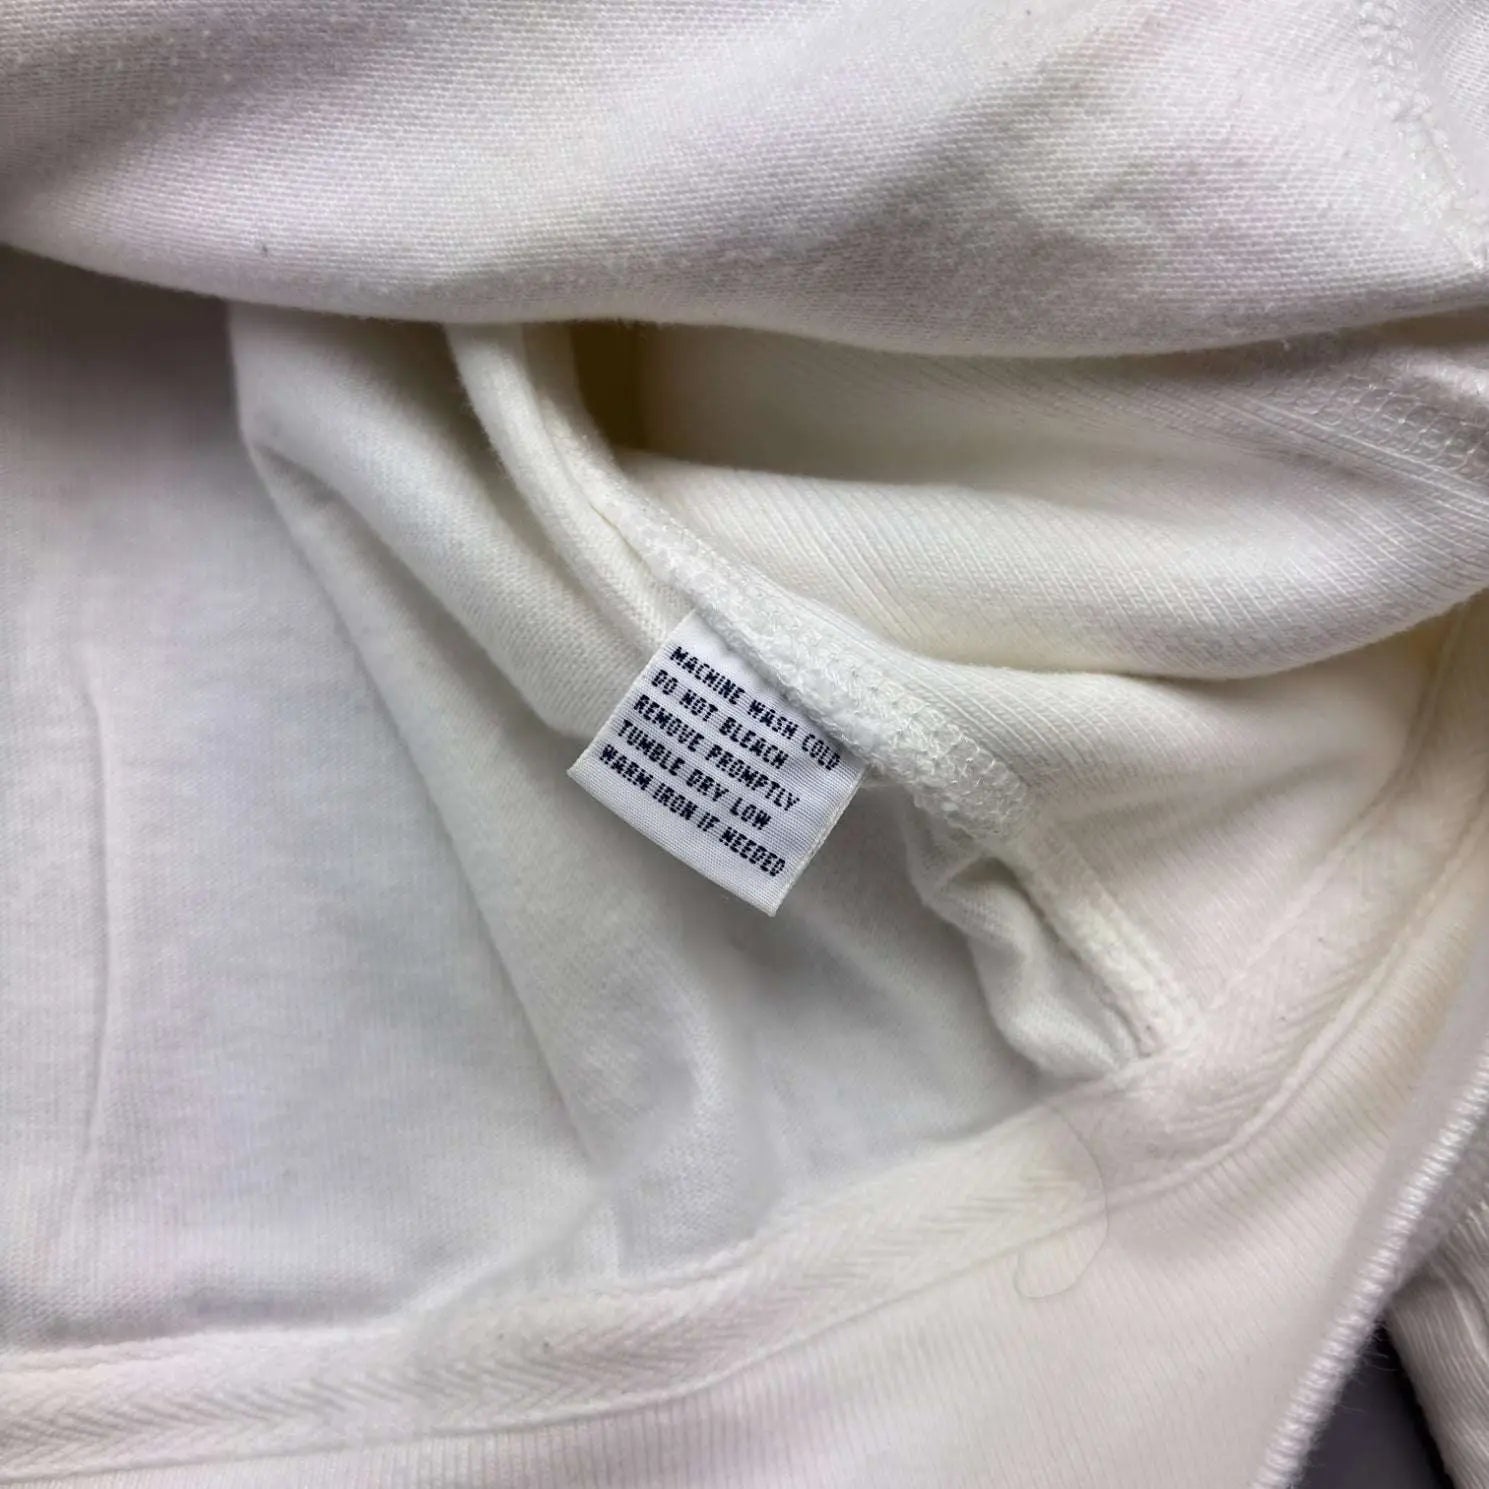 MACHINE WASH COLD
DO NOT BLEACH
REMOVE PROMPTLY
TUMBLE DRY LOW
WARM IRON IF NEEDED